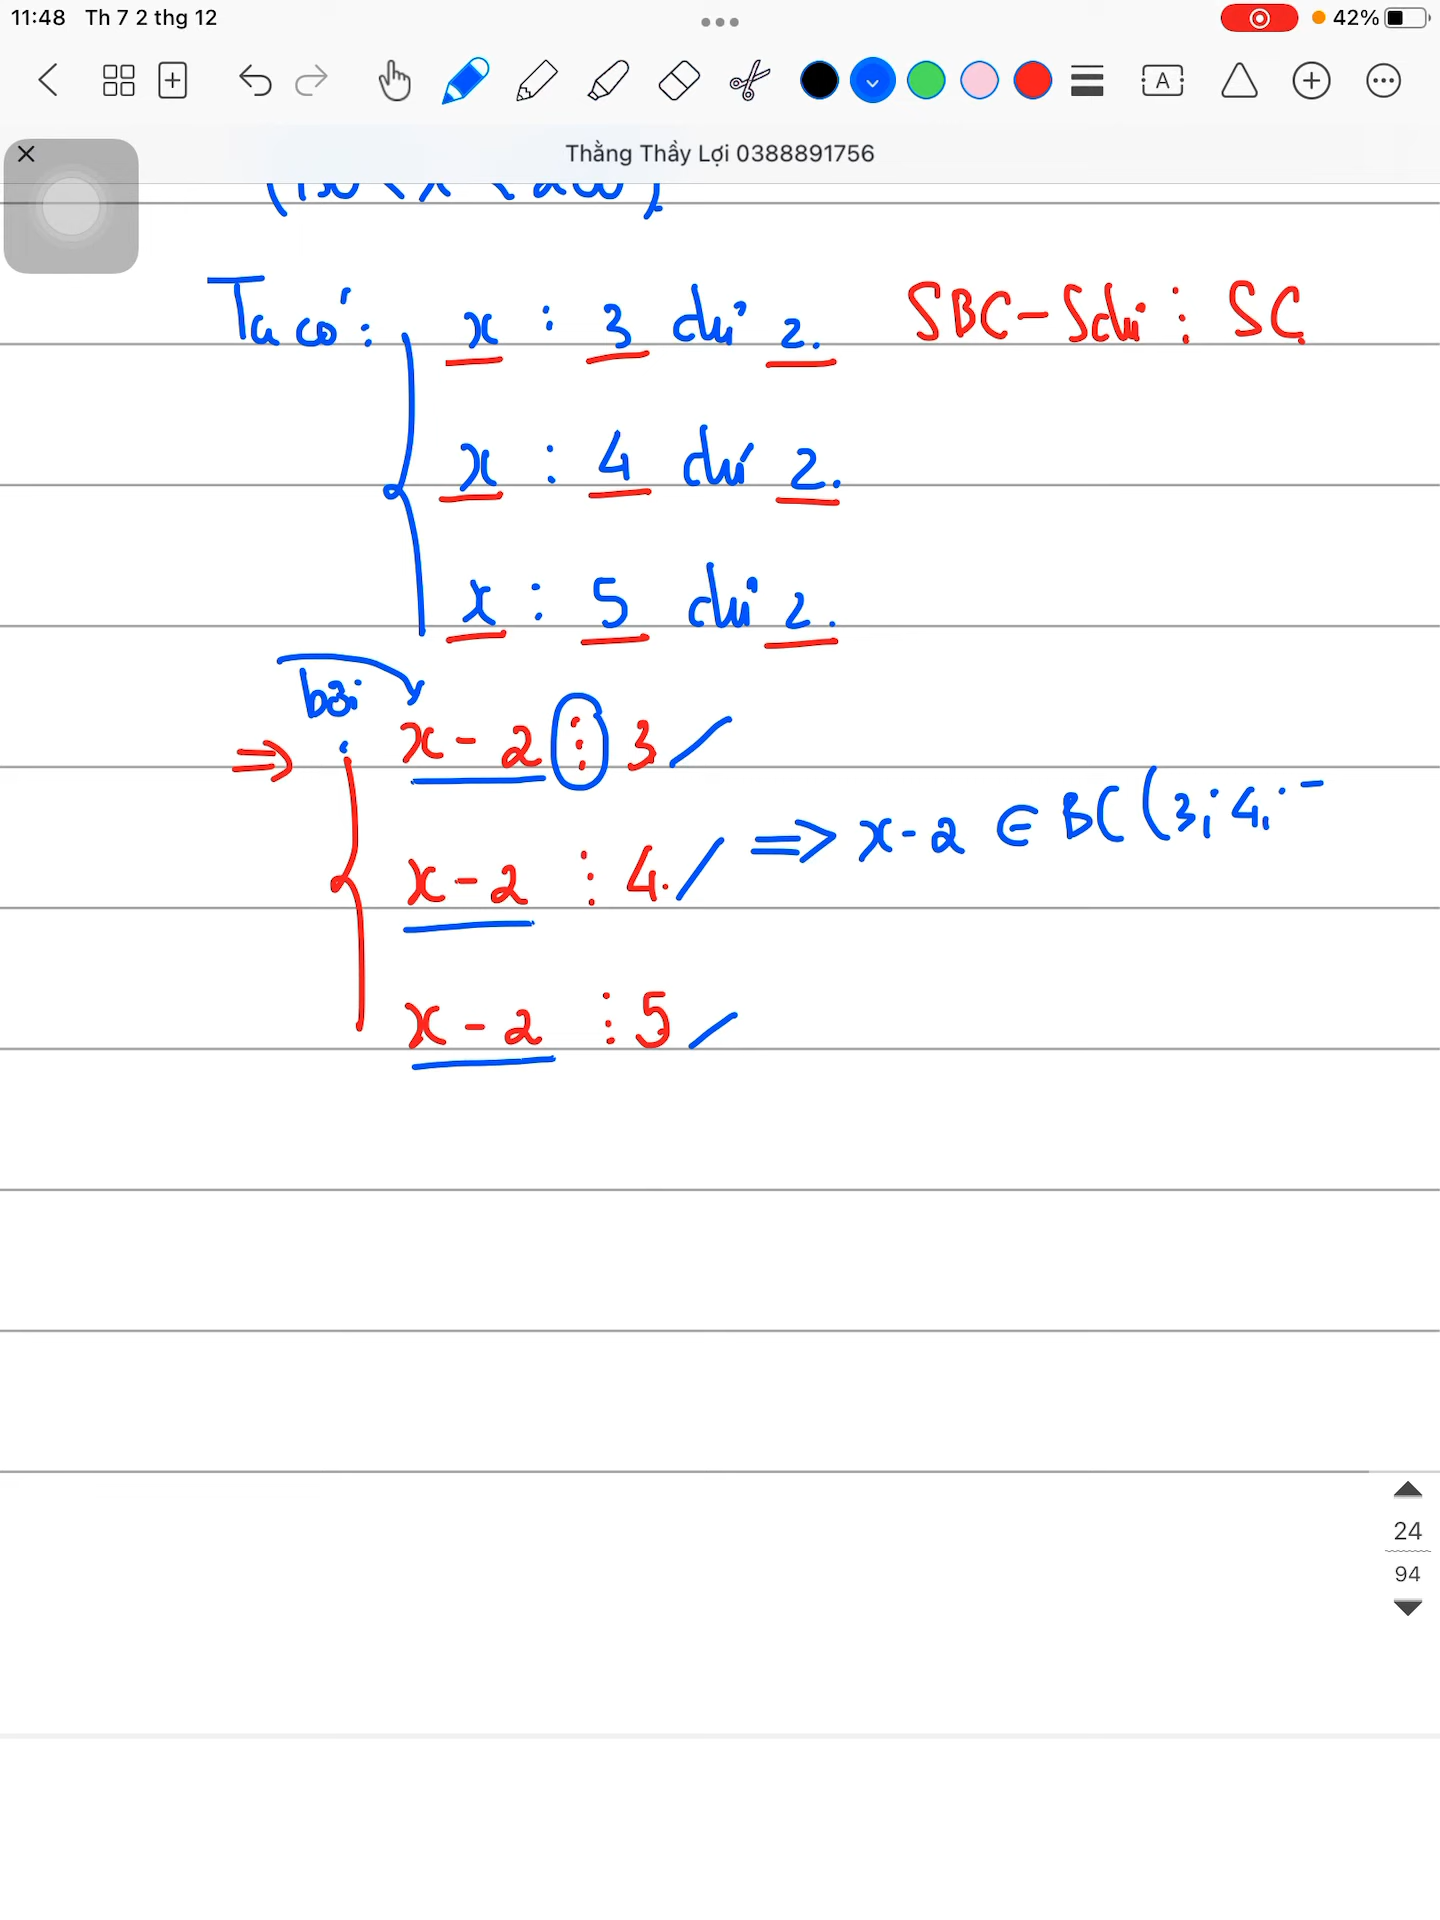 11:48 Th 7 2 thg 12
42%
A
Thằng Thầy Lợi 0388891756
Ta có: x : 3 dư 2. SBC - Sdư ⋮ SC
x : 4 dư 2.
x : 5 dư 2.
bội
⇒ x - 2 ⋮ 3
⇒ x - 2 ∈ BC (3; 4;
x - 2 ⋮ 4.
x - 2 ⋮ 5
24
94